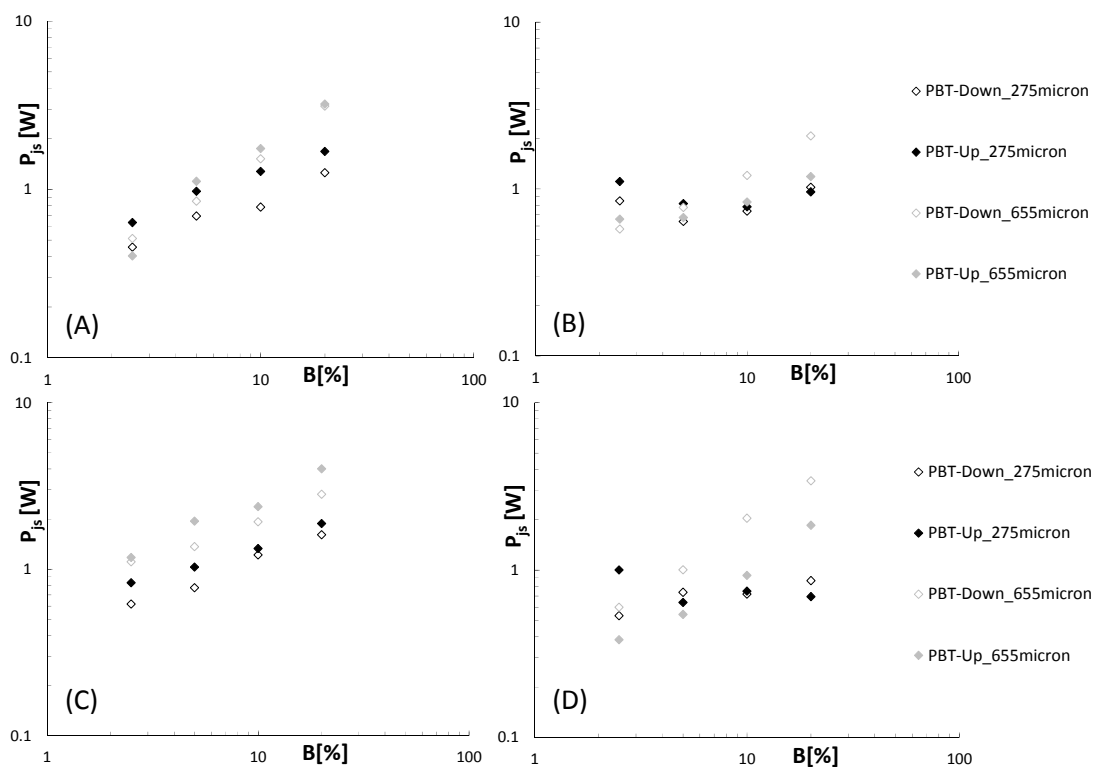 10
1
0.1
P_js [W]
(A)
1 10 100
B[%]
10
1
0.1
P_js [W]
(B)
1 10 100
B[%]
PBT-Down_275micron
PBT-Up_275micron
PBT-Down_655micron
PBT-Up_655micron
10
1
0.1
P_js [W]
(C)
1 10 100
B[%]
10
1
0.1
P_js [W]
(D)
1 10 100
B[%]
PBT-Down_275micron
PBT-Up_275micron
PBT-Down_655micron
PBT-Up_655micron